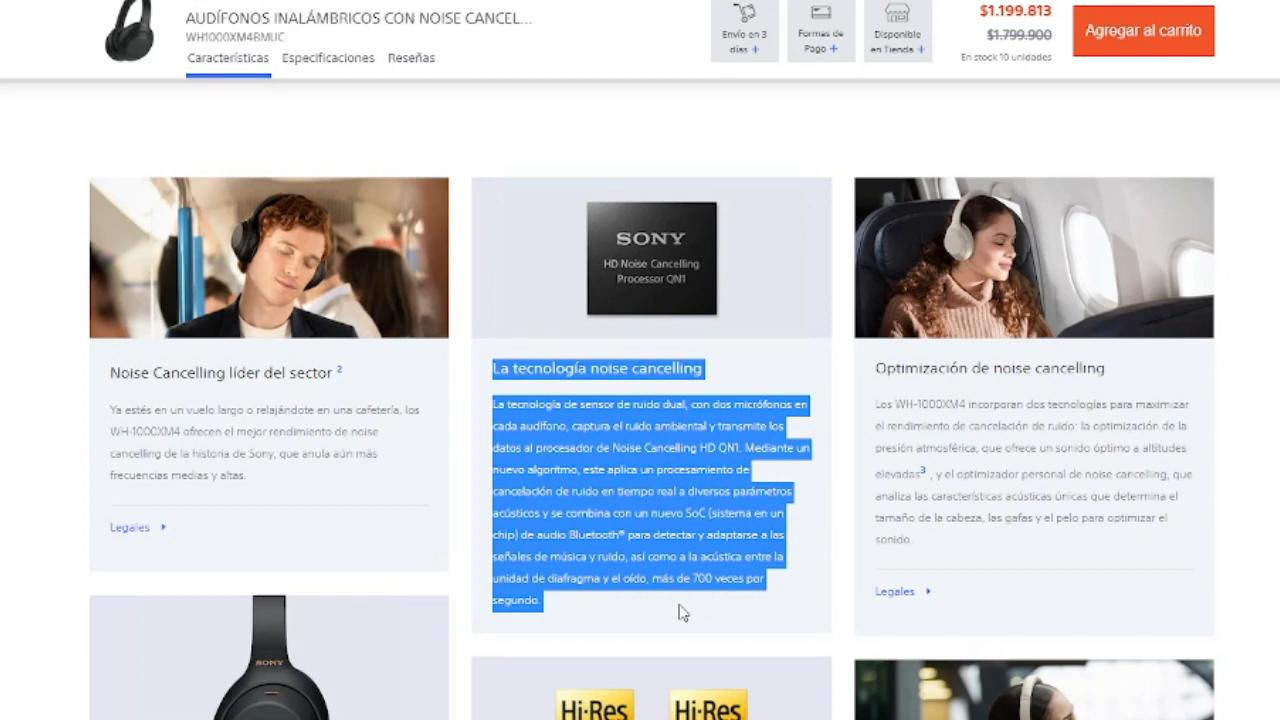 AUDÍFONOS INALÁMBRICOS CON NOISE CANCEL...
WH1000XM4BMUC
Características Especificaciones Reseñas
Envío en 3
días +
Formas de
Pago +
Disponible
en Tienda +
$1.199.813
$1.799.900
En stock 10 unidades
Agregar al carrito
SONY
HD Noise Cancelling
Processor QN1
Noise Cancelling líder del sector 2
Ya estés en un vuelo largo o relajándote en una cafetería, los
WH-1000XM4 ofrecen el mejor rendimiento de noise
cancelling de la historia de Sony, que anula aún más
frecuencias medias y altas.
Legales
La tecnología noise cancelling
La tecnología de sensor de ruido dual, con dos micrófonos en
cada audífono, captura el ruido ambiental y transmite los
datos al procesador de Noise Cancelling HD QN1. Mediante un
nuevo algoritmo, este aplica un procesamiento de
cancelación de ruido en tiempo real a diversos parámetros
acústicos y se combina con un nuevo SoC (sistema en un
chip) de audio Bluetooth® para detectar y adaptarse a las
señales de música y ruido, así como a la acústica entre la
unidad de diafragma y el oído, más de 700 veces por
segundo.
Optimización de noise cancelling
Los WH-1000XM4 incorporan dos tecnologías para maximizar
el rendimiento de cancelación de ruido: la optimización de la
presión atmosférica, que ofrece un sonido óptimo a altitudes
elevadas3 , y el optimizador personal de noise cancelling, que
analiza las características acústicas únicas que determina el
tamaño de la cabeza, las gafas y el pelo para optimizar el
sonido.
Legales
SONY
Hi-Res
Hi-Res